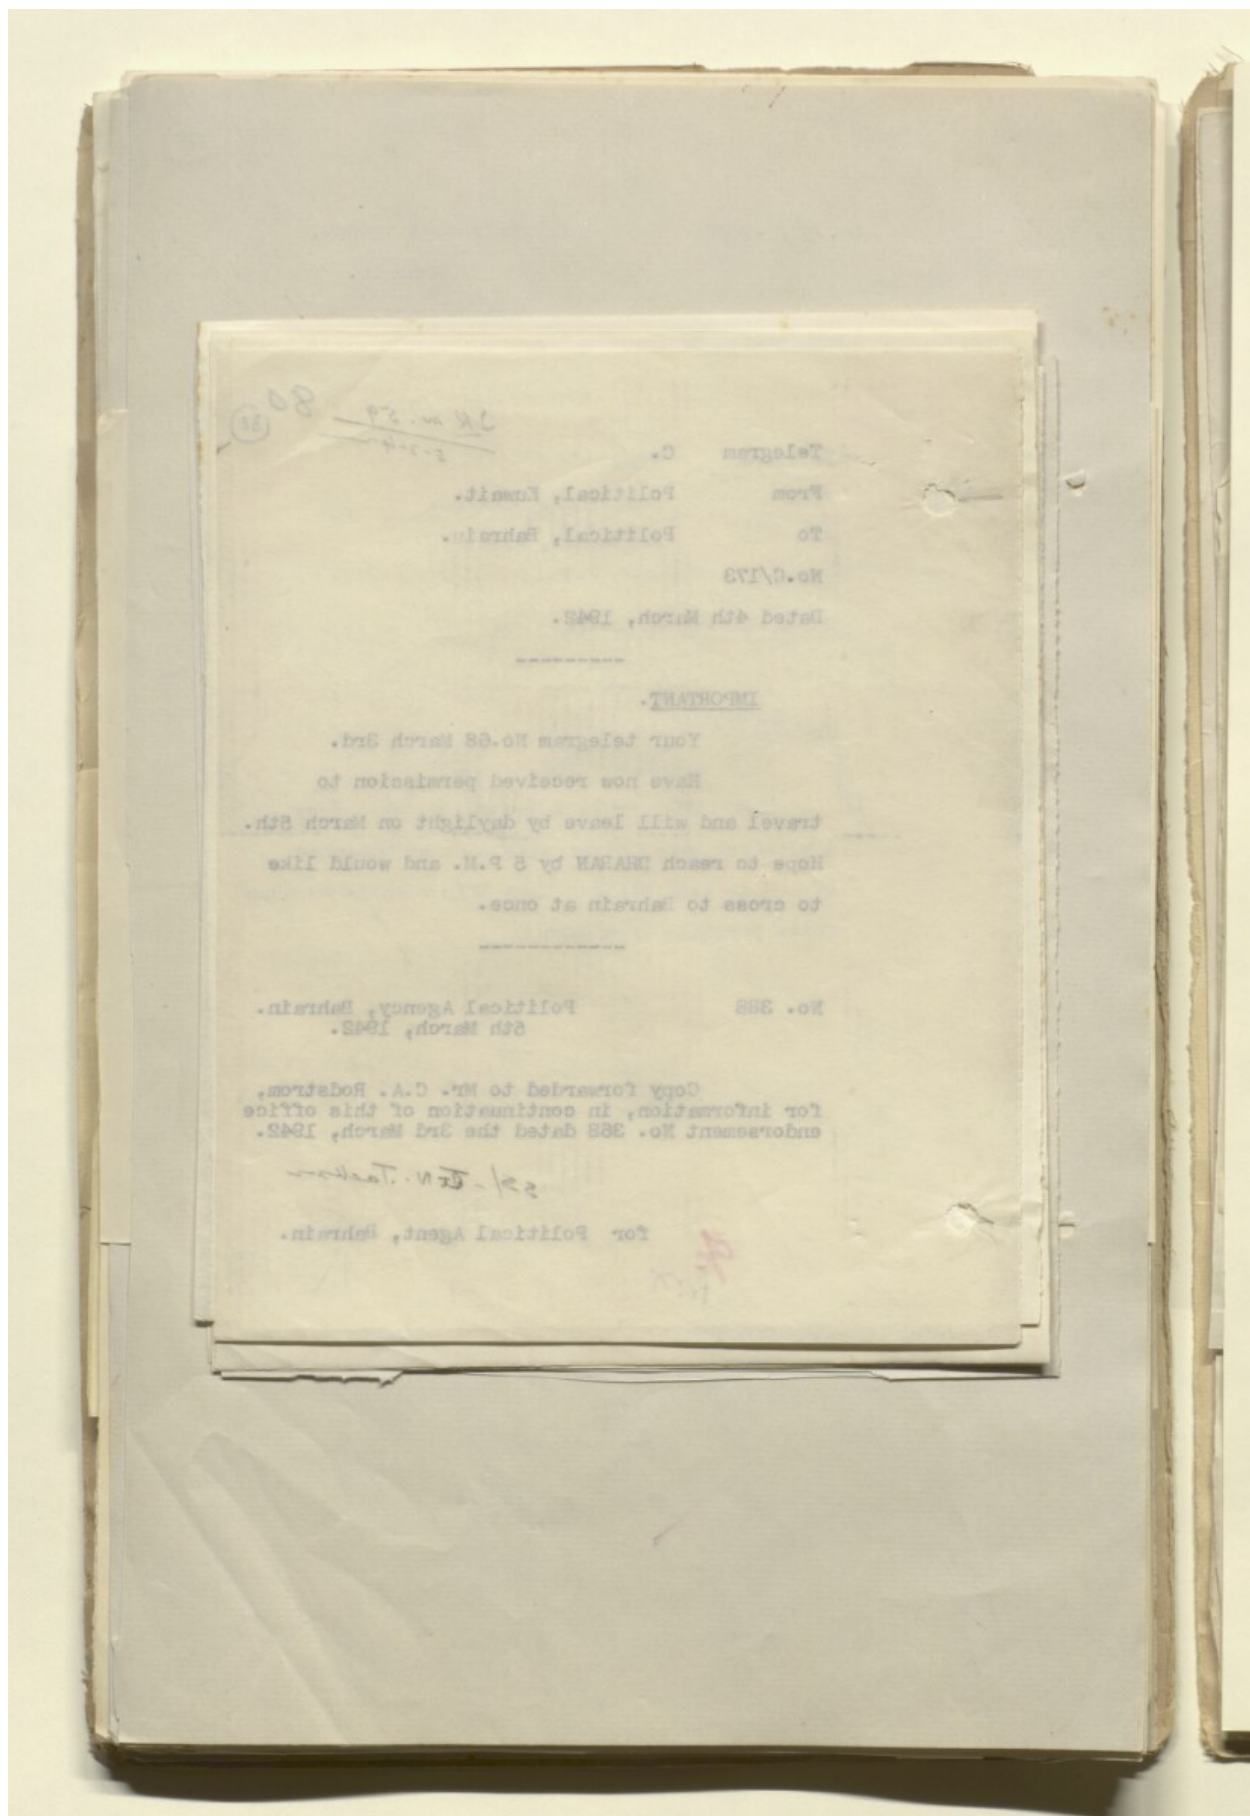 80
Telegram C.
From Political, Kuwait.
To Political, Bahrain.
No.C/173
Dated 4th March, 1942.
---------
IMPORTANT.
Your telegram No.68 March 3rd.
Have now received permission to
travel and will leave by daylight on March 5th.
Hope to reach DHARAN by 5 P.M. and would like
to cross to Bahrain at once.
------------
No. 388 Political Agency, Bahrain.
5th March, 1942.
Copy forwarded to Mr. C.A. Rodstrom,
for information, in continuation of this office
endorsement No. 368 dated the 3rd March, 1942.
Jackson
for Political Agent, Bahrain.